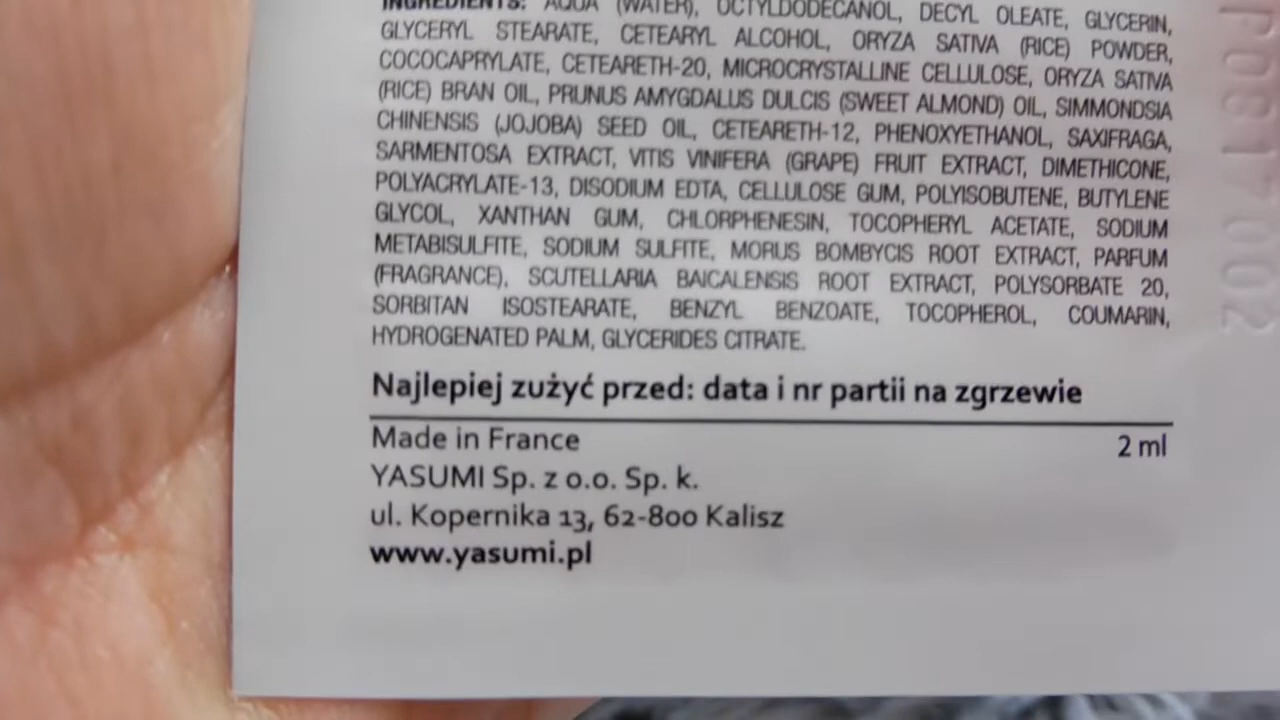 INGREDIENTS: AQUA (WATER), OCTYLDODECANOL, DECYL OLEATE, GLYCERIN,
GLYCERYL STEARATE, CETEARYL ALCOHOL, ORYZA SATIVA (RICE) POWDER,
COCOCAPRYLATE, CETEARETH-20, MICROCRYSTALLINE CELLULOSE, ORYZA SATIVA
(RICE) BRAN OIL, PRUNUS AMYGDALUS DULCIS (SWEET ALMOND) OIL, SIMMONDSIA
CHINENSIS (JOJOBA) SEED OIL, CETEARETH-12, PHENOXYETHANOL, SAXIFRAGA,
SARMENTOSA EXTRACT, VITIS VINIFERA (GRAPE) FRUIT EXTRACT, DIMETHICONE,
POLYACRYLATE-13, DISODIUM EDTA, CELLULOSE GUM, POLYISOBUTENE, BUTYLENE
GLYCOL, XANTHAN GUM, CHLORPHENESIN, TOCOPHERYL ACETATE, SODIUM
METABISULFITE, SODIUM SULFITE, MORUS BOMBYCIS ROOT EXTRACT, PARFUM
(FRAGRANCE), SCUTELLARIA BAICALENSIS ROOT EXTRACT, POLYSORBATE 20,
SORBITAN ISOSTEARATE, BENZYL BENZOATE, TOCOPHEROL, COUMARIN,
HYDROGENATED PALM, GLYCERIDES CITRATE.
Najlepiej zużyć przed: data i nr partii na zgrzewie
Made in France 2 ml
YASUMI Sp. z o.o. Sp. k.
ul. Kopernika 13, 62-800 Kalisz
www.yasumi.pl